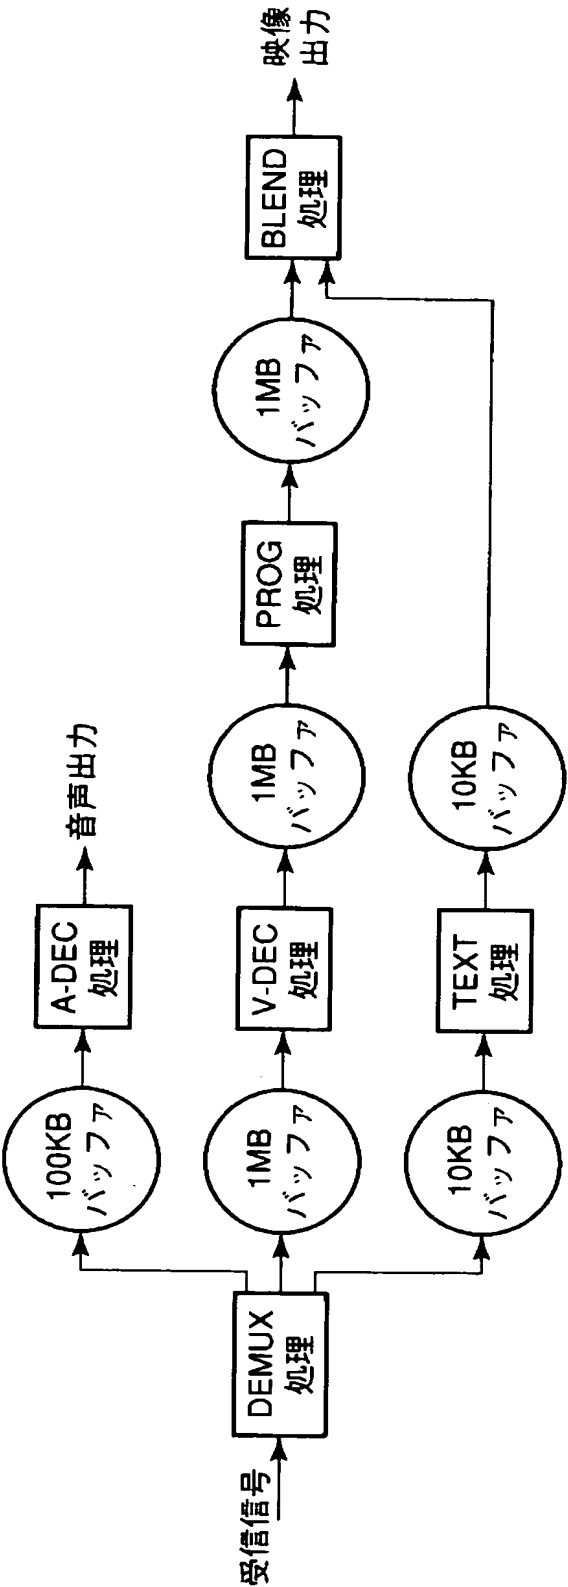 受信信号
DEMUX
処理
100KB
バッファ
A-DEC
処理
音声出力
1MB
バッファ
V-DEC
処理
1MB
バッファ
PROG
処理
1MB
バッファ
BLEND
処理
映像
出力
10KB
バッファ
TEXT
処理
10KB
バッファ